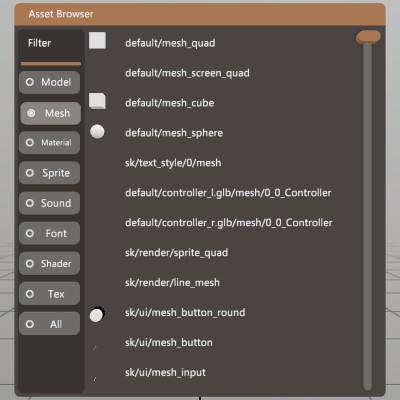 Asset Browser
Filter
Model
Mesh
Material
Sprite
Sound
Font
Shader
Tex
All
default/mesh_quad
default/mesh_screen_quad
default/mesh_cube
default/mesh_sphere
sk/text_style/0/mesh
default/controller_l.glb/mesh/0_0_Controller
default/controller_r.glb/mesh/0_0_Controller
sk/render/sprite_quad
sk/render/line_mesh
sk/ui/mesh_button_round
sk/ui/mesh_button
sk/ui/mesh_input